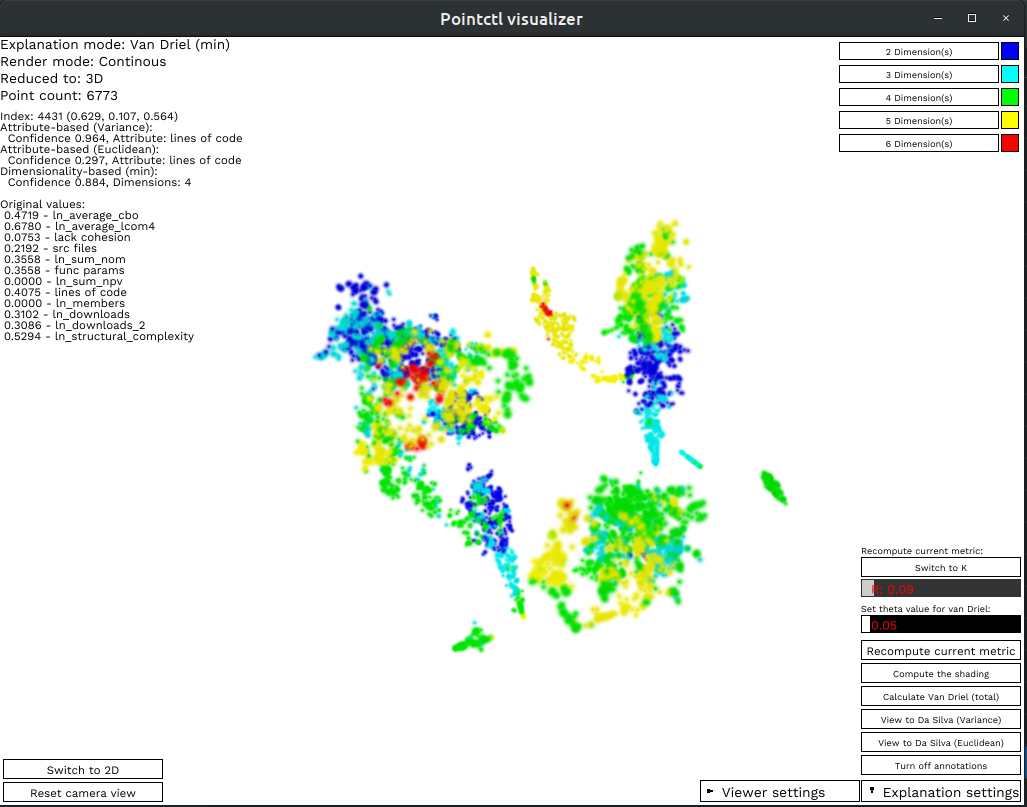 Pointctl visualizer
Explanation mode: Van Driel (min)
Render mode: Continous
Reduced to: 3D
Point count: 6773
Index: 4431 (0.629, 0.107, 0.564)
Attribute-based (Variance):
Confidence 0.964, Attribute: lines of code
Attribute-based (Euclidean):
Confidence 0.297, Attribute: lines of code
Dimensionality-based (min):
Confidence 0.884, Dimensions: 4
Original values:
0.4719 - ln_average_cbo
0.6780 - ln_average_lcom4
0.0753 - lack cohesion
0.2192 - src files
0.3558 - ln_sum_nom
0.3558 - func params
0.0000 - ln_sum_npv
0.4075 - lines of code
0.0000 - ln_members
0.3102 - ln_downloads
0.3086 - ln_downloads_2
0.5294 - ln_structural_complexity
2 Dimension(s)
3 Dimension(s)
4 Dimension(s)
5 Dimension(s)
6 Dimension(s)
Recompute current metric:
Switch to K
R: 0.09
Set theta value for van Driel:
0.05
Recompute current metric
Compute the shading
Calculate Van Driel (total)
View to Da Silva (Variance)
View to Da Silva (Euclidean)
Turn off annotations
Switch to 2D
Reset camera view
Viewer settings
Explanation settings